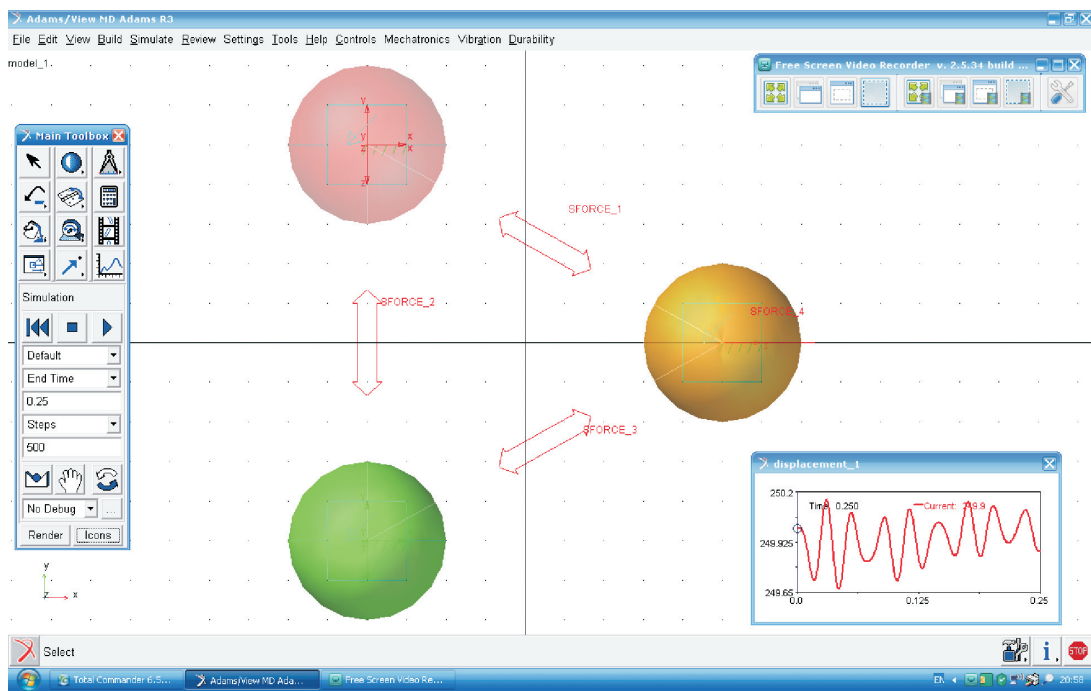 Adams/View MD Adams R3
File Edit View Build Simulate Review Settings Tools Help Controls Mechatronics Vibration Durability
model_1
Free Screen Video Recorder v. 2.5.34 build ...
Main Toolbox
Y
X
Y
X
Z
Z
SFORCE_1
SFORCE_2
SFORCE_4
SFORCE_3
Simulation
Default
End Time
0.25
Steps
500
No Debug
...
Render Icons
y
z x
displacement_1
250.2
Time 0.250 Current: 249.9
249.925
249.65
0.0 0.125 0.25
Select
STOP
Total Commander 6.5... Adams/View MD Ada... Free Screen Video Re... EN 20:58